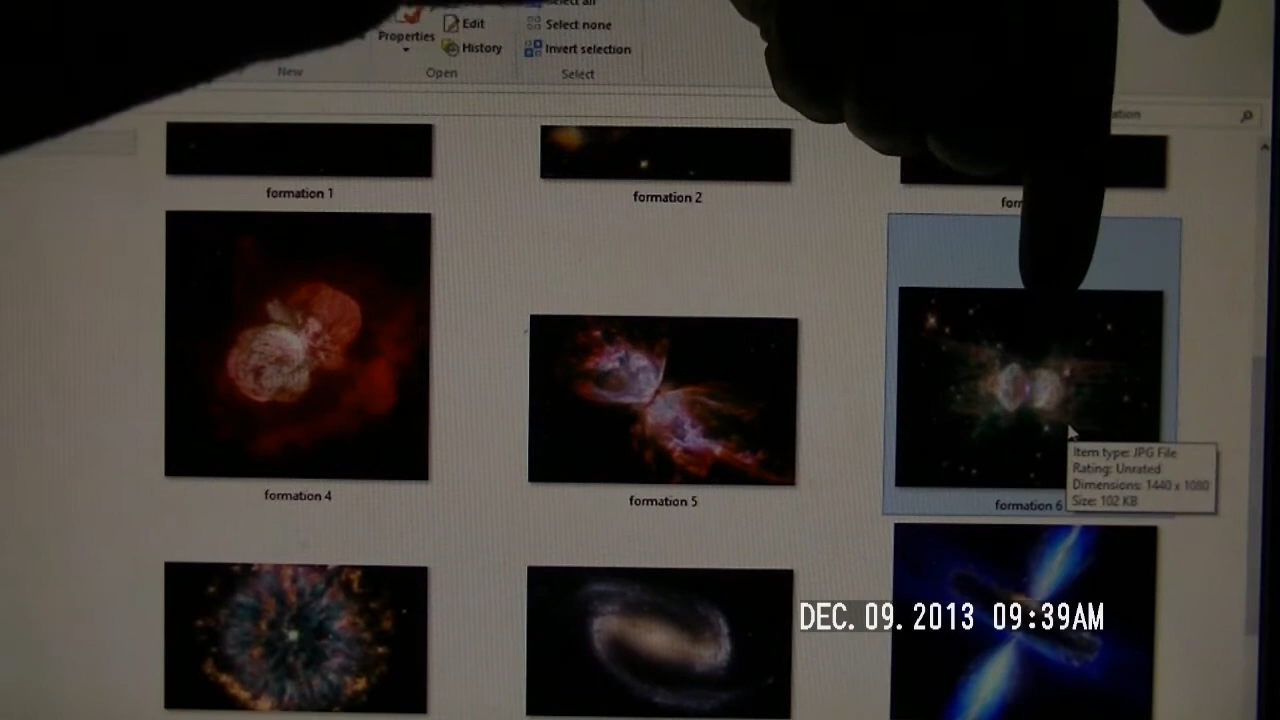 Select all
Edit
Select none
Properties
History
Invert selection
New
Open
Select
formation 1
formation 2
formation 4
formation 5
formation 6
Item type: JPG File
Rating: Unrated
Dimensions: 1440 x 1080
Size: 102 KB
DEC. 09. 2013 09:39AM